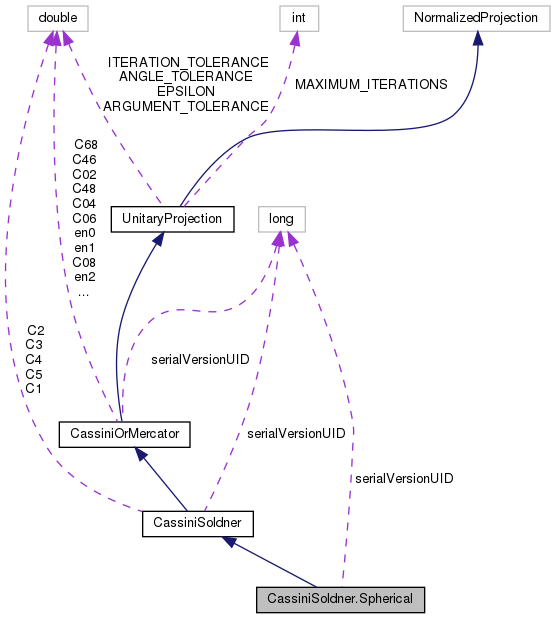 double
int
NormalizedProjection
ITERATION_TOLERANCE
ANGLE_TOLERANCE
EPSILON
ARGUMENT_TOLERANCE
MAXIMUM_ITERATIONS
C68
C46
C02
C48
C04
C06
en0
en1
C08
en2
...
UnitaryProjection
long
C2
C3
C4
C5
C1
serialVersionUID
CassiniOrMercator
serialVersionUID
serialVersionUID
CassiniSoldner
CassiniSoldner.Spherical